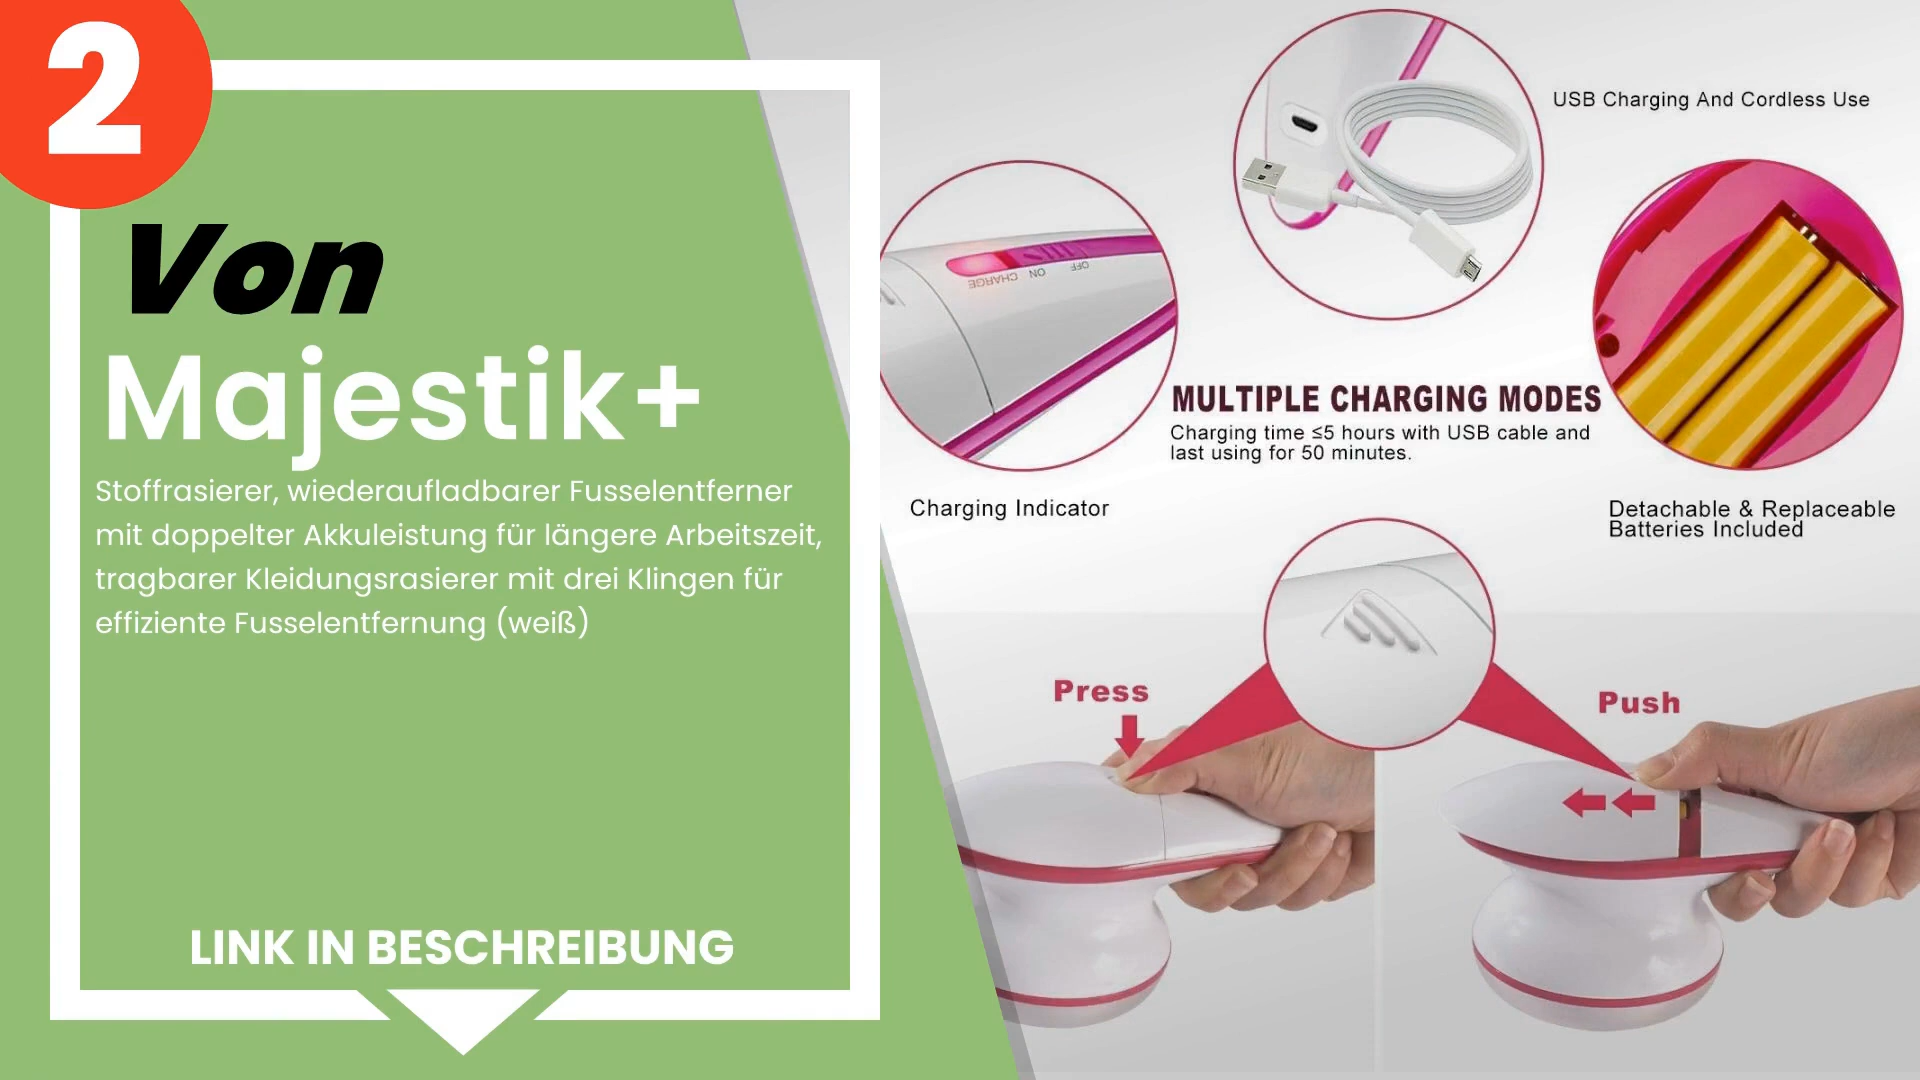 2
Von
Majestik+
Stoffrasierer, wiederaufladbarer Fusselentferner
mit doppelter Akkuleistung für längere Arbeitszeit,
tragbarer Kleidungsrasierer mit drei Klingen für
effiziente Fusselentfernung (weiß)
LINK IN BESCHREIBUNG
USB Charging And Cordless Use
CHARGE ON OFF
MULTIPLE CHARGING MODES
Charging time ≤5 hours with USB cable and
last using for 50 minutes.
Charging Indicator
Detachable & Replaceable
Batteries Included
Press
Push